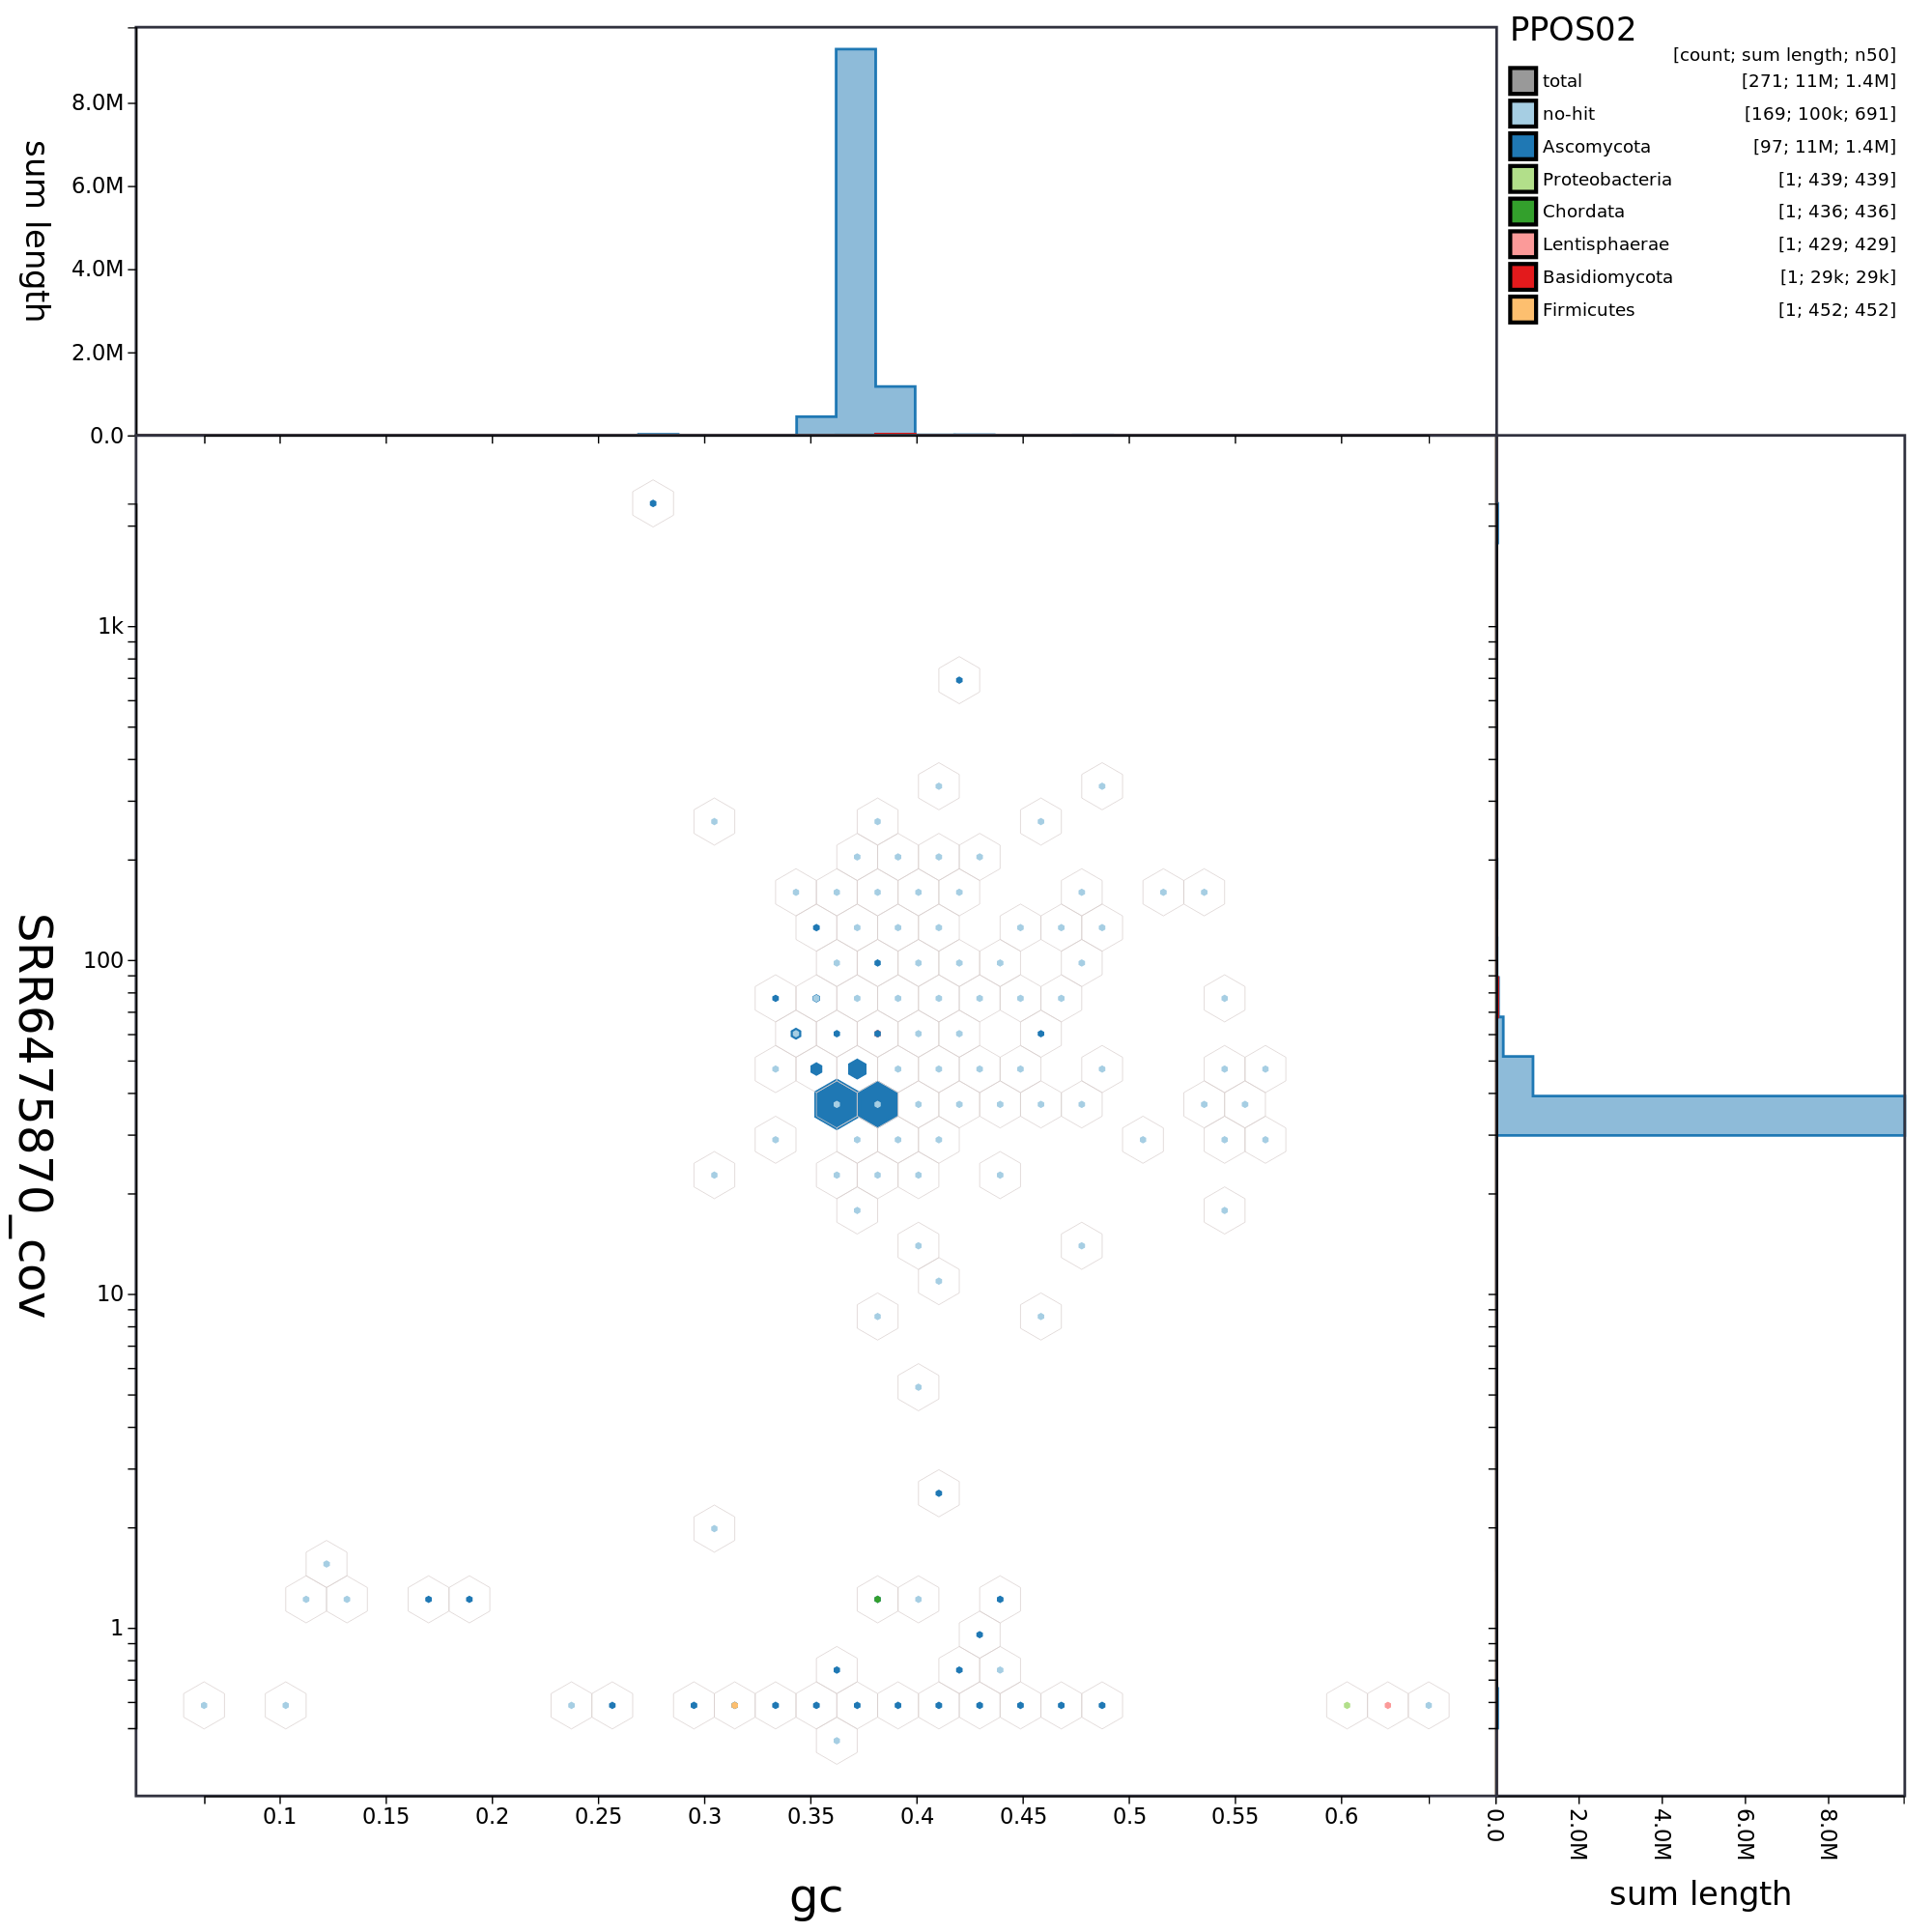 PPOS02
[count; sum length; n50]
total [271; 11M; 1.4M]
no-hit [169; 100k; 691]
Ascomycota [97; 11M; 1.4M]
Proteobacteria [1; 439; 439]
Chordata [1; 436; 436]
Lentisphaerae [1; 429; 429]
Basidiomycota [1; 29k; 29k]
Firmicutes [1; 452; 452]
sum length
8.0M
6.0M
4.0M
2.0M
0.0
SRR6475870_cov
1k
100
10
1
0.1 0.15 0.2 0.25 0.3 0.35 0.4 0.45 0.5 0.55 0.6
gc
0.0 2.0M 4.0M 6.0M 8.0M
sum length